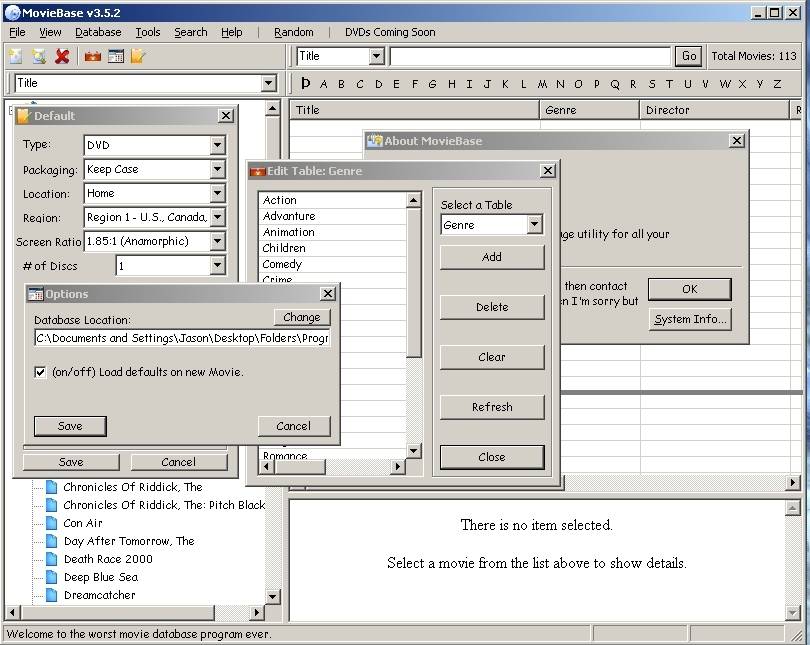 MovieBase v3.5.2
File View Database Tools Search Help Random DVDs Coming Soon
Title Go Total Movies: 113
Title
Þ A B C D E F G H I J K L M N O P Q R S T U V W X Y Z
Title Genre Director R
Default
Type: DVD
Packaging: Keep Case
Location: Home
Region: Region 1 - U.S., Canada,
Screen Ratio 1.85:1 (Anamorphic)
# of Discs 1
Save Cancel
About MovieBase
ge utility for all your
then contact
n I'm sorry but
OK
System Info...
Edit Table: Genre
Action
Advanture
Animation
Children
Comedy
Crime
Romance
Select a Table
Genre
Add
Delete
Clear
Refresh
Close
Options
Database Location:
Change
C:\Documents and Settings\Jason\Desktop\Folders\Progr
(on/off) Load defaults on new Movie.
Save Cancel
Chronicles Of Riddick, The
Chronicles Of Riddick, The: Pitch Black
Con Air
Day After Tomorrow, The
Death Race 2000
Deep Blue Sea
Dreamcatcher
There is no item selected.
Select a movie from the list above to show details.
Welcome to the worst movie database program ever.